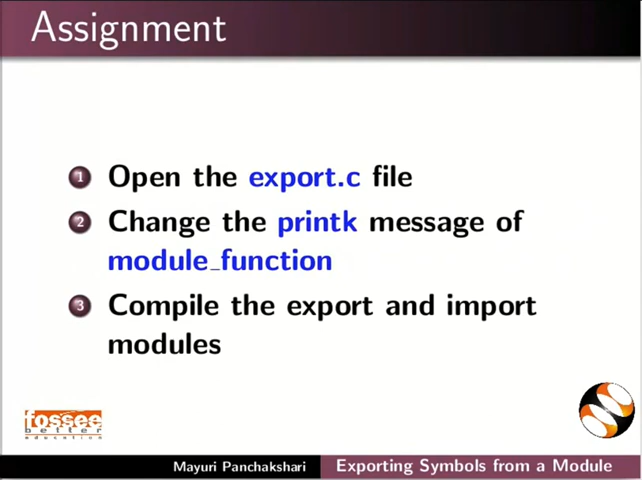 Assignment
1 Open the export.c file
2 Change the printk message of
module_function
3 Compile the export and import
modules
fossee
better
education
Mayuri Panchakshari Exporting Symbols from a Module